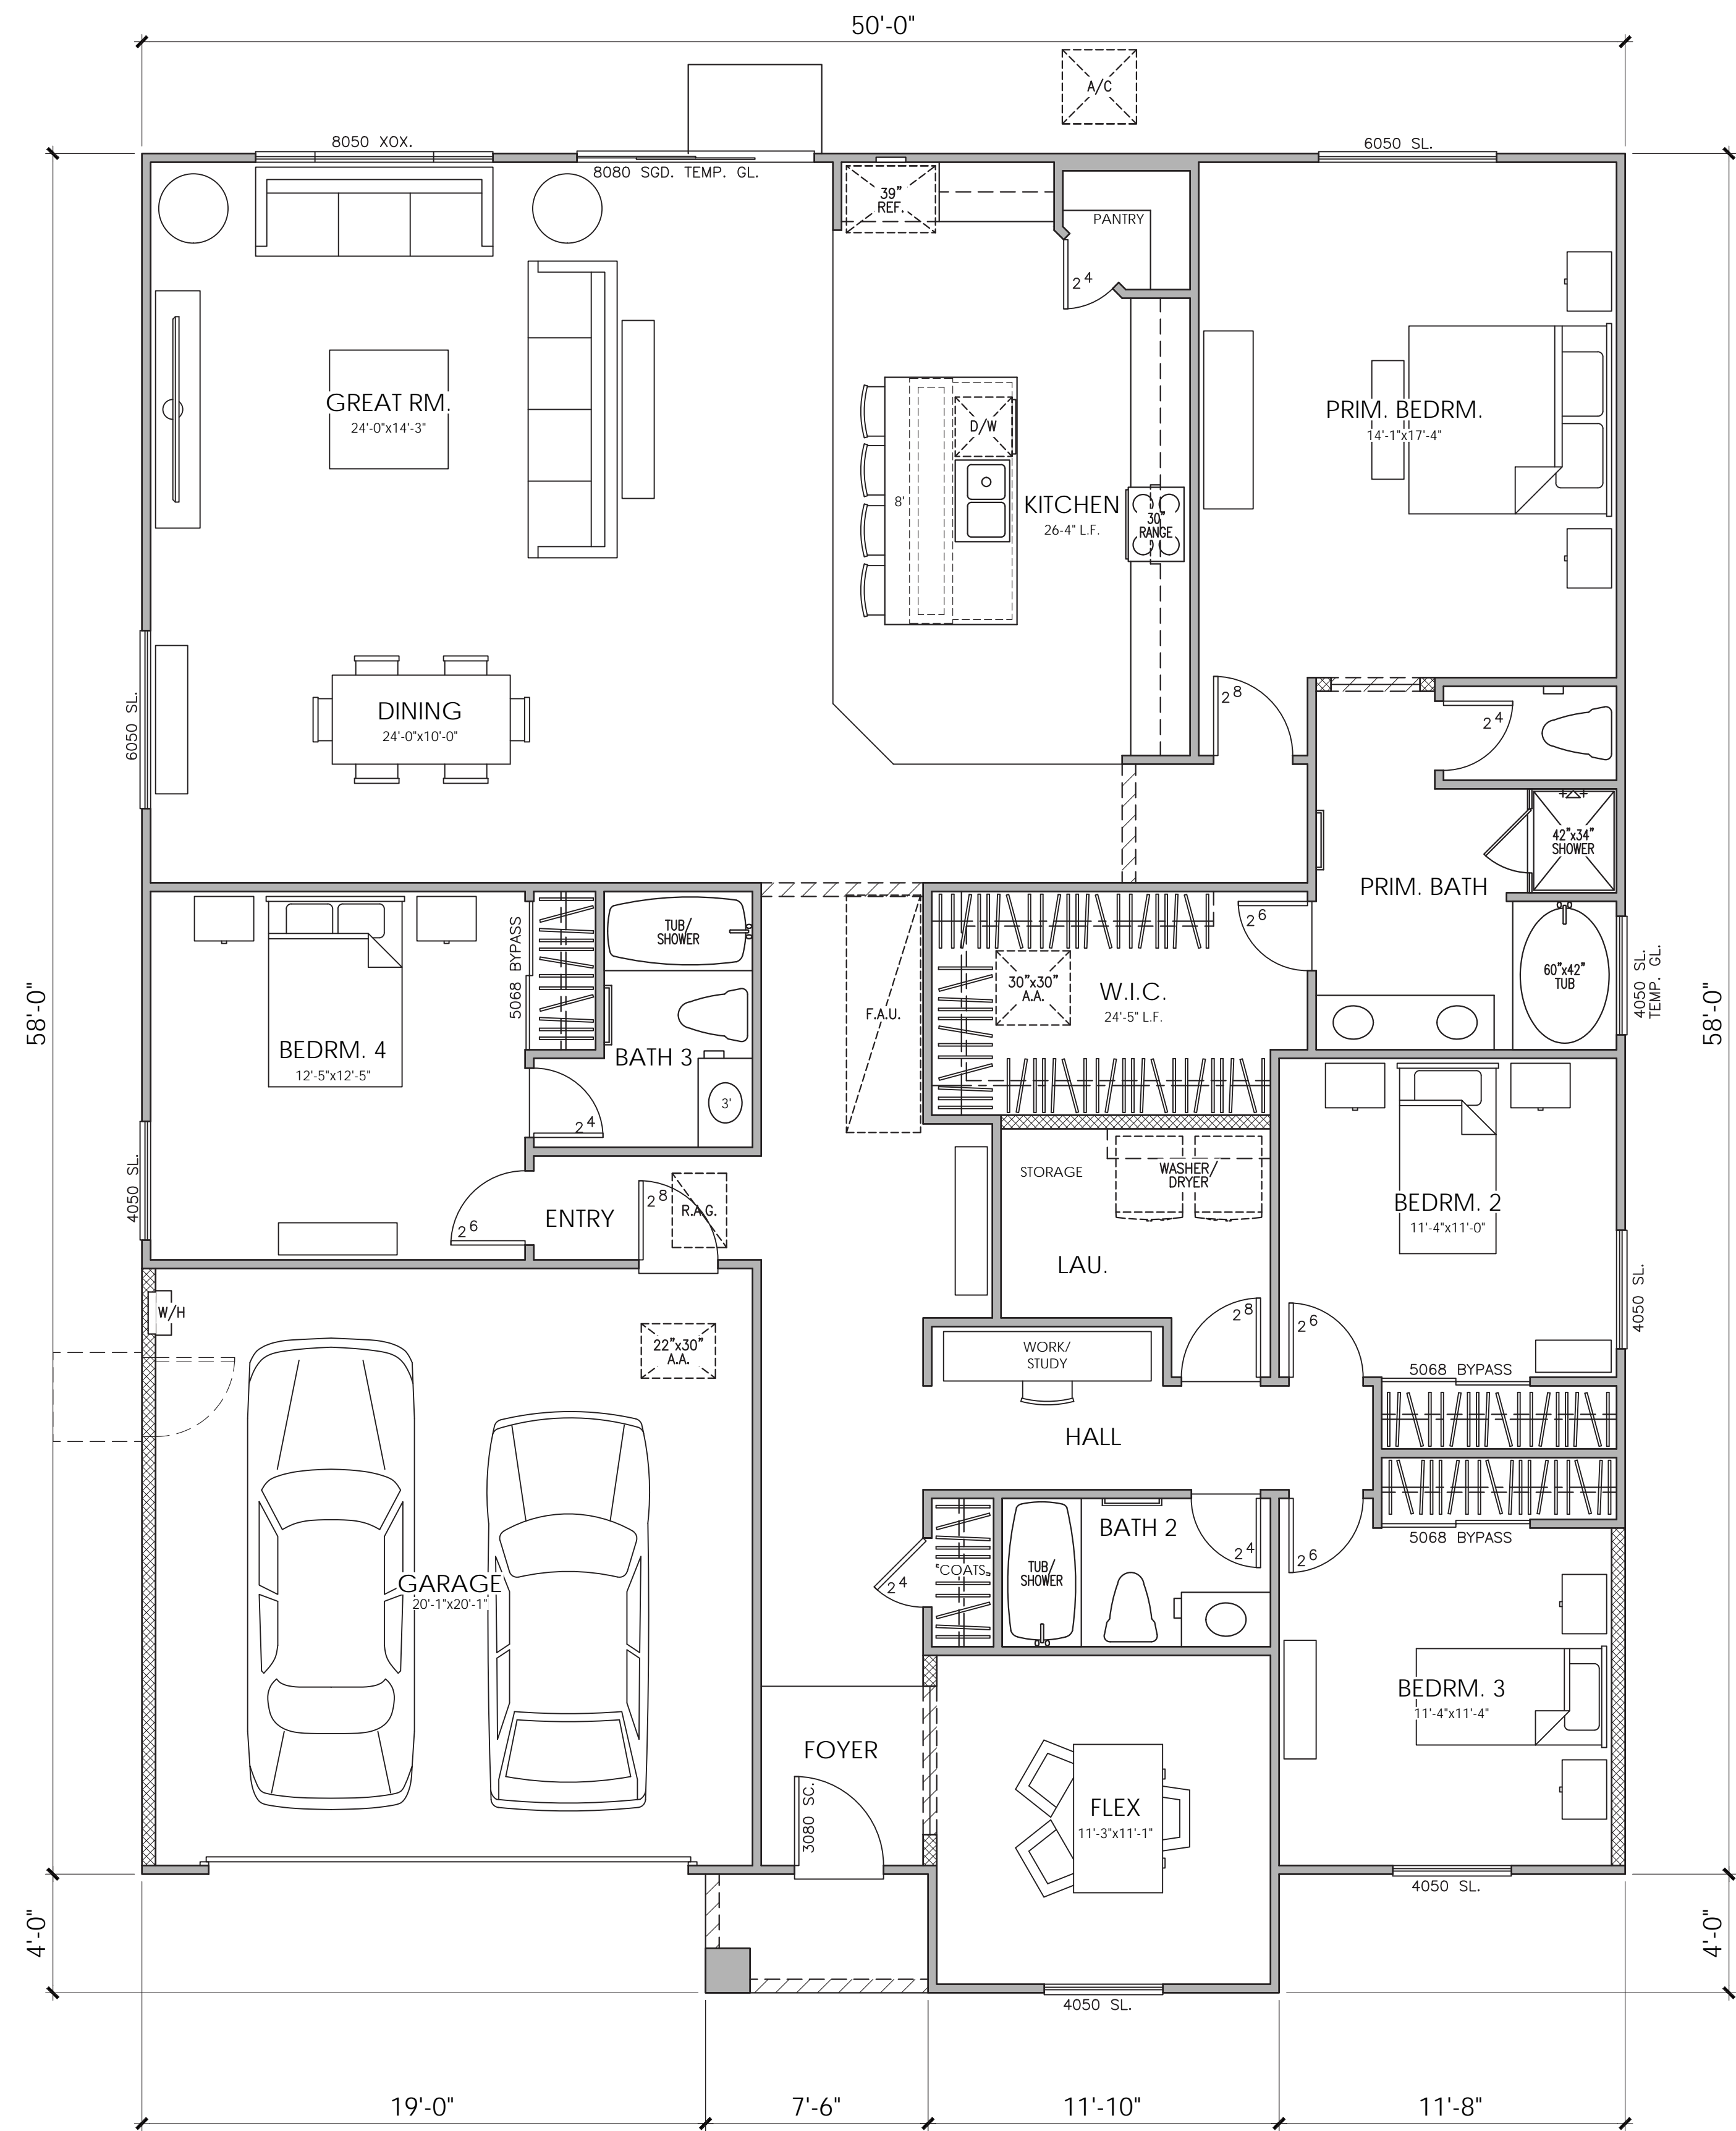 50'-0"
A/C
8050 XOX.
8080 SGD. TEMP. GL.
6050 SL.
39"
REF.
PANTRY
2 4
GREAT RM.
24'-0"x14'-3"
D/W
8'
KITCHEN
26-4" L.F.
30"
RANGE
PRIM. BEDRM.
14'-1"x17'-4"
6050 SL.
DINING
24'-0"x10'-0"
2 8
2 4
42"x34"
SHOWER
PRIM. BATH
58'-0"
58'-0"
5068 BYPASS
TUB/
SHOWER
2 6
60"x42"
TUB
4050 SL.
TEMP. GL.
30"x30"
A.A.
W.I.C.
24'-5" L.F.
F.A.U.
BEDRM. 4
12'-5"x12'-5"
BATH 3
3'
2 4
4050 SL.
STORAGE
WASHER/
DRYER
BEDRM. 2
11'-4"x11'-0"
2 6
ENTRY
2 8
R.A.G.
LAU.
4050 SL.
W/H
22"x30"
A.A.
2 8
2 6
WORK/
STUDY
5068 BYPASS
HALL
BATH 2
5068 BYPASS
2 4
2 6
COATS
2 4
TUB/
SHOWER
GARAGE
20'-1"x20'-1"
BEDRM. 3
11'-4"x11'-4"
FOYER
3080 SC.
FLEX
11'-3"x11'-1"
4050 SL.
4'-0"
4'-0"
4050 SL.
19'-0"
7'-6"
11'-10"
11'-8"